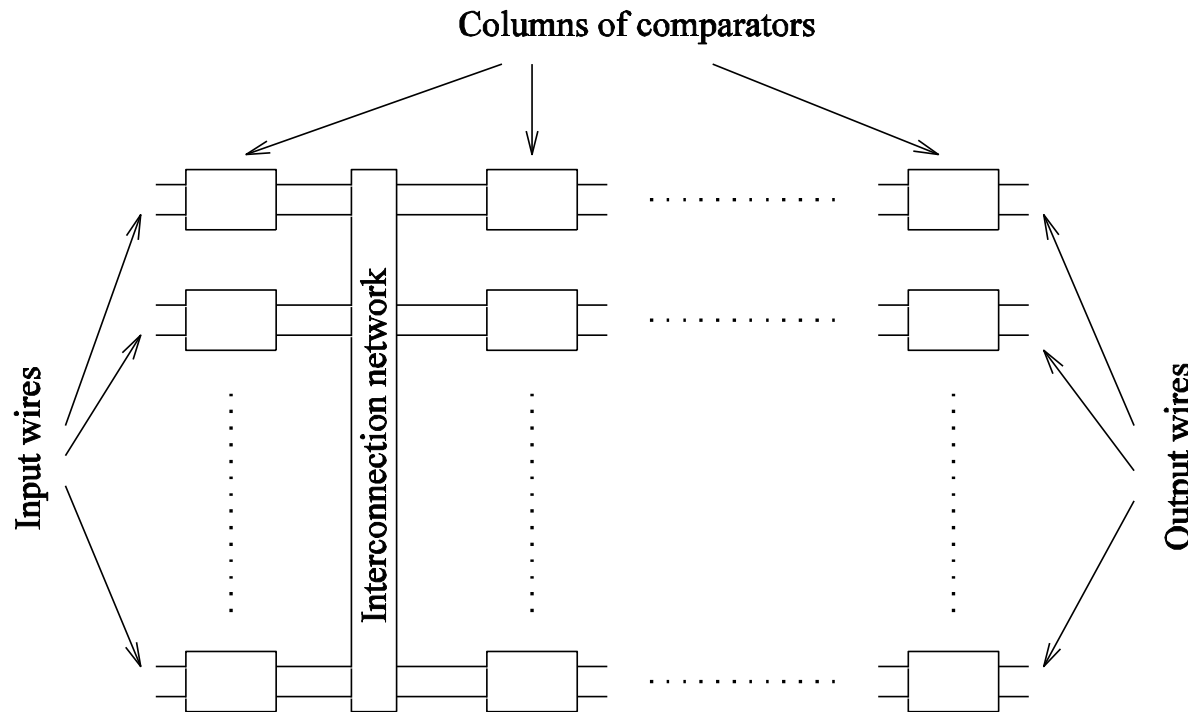 Columns of comparators
Input wires
Interconnection network
Output wires